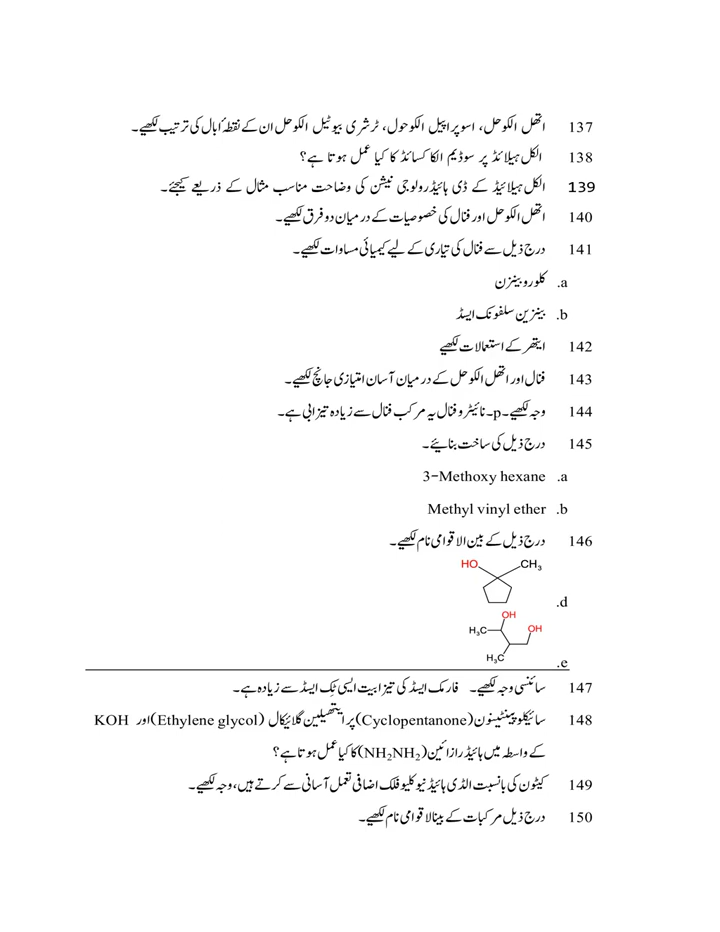 137 اتھل الکوحل، اسوپراپیل الکوحول، ٹرشری بیوٹیل الکوحل ان کے نقطۂ ابال کی ترتیب لکھیے۔
138 الکل ہیلائڈ پر سوڈیم الکاکسائڈ کا کیا عمل ہوتا ہے؟
139 الکل ہیلائیڈ کے ڈی ہائیڈرولوجی نیشن کی وضاحت مناسب مثال کے ذریعے کیجئے۔
140 اتھل الکوحل اور فنال کی خصوصیات کے درمیان دو فرق لکھیے۔
141 درج ذیل سے فنال کی تیاری کے لیے کیمیائی مساوات لکھیے۔
a. کلوروبینزن
b. بینزین سلفونک ایسڈ
142 ایتھر کے استعمالات لکھیے
143 فنال اور اتھل الکوحل کے درمیان آسان امتیازی جانچ لکھیے۔
144 وجہ لکھیے۔ p-نائیٹرو فنال یہ مرکب فنال سے زیادہ تیزابی ہے۔
145 درج ذیل کی ساخت بنایئے۔
a. 3-Methoxy hexane
b. Methyl vinyl ether
146 درج ذیل کے بین الاقوامی نام لکھیے۔
HO CH₃
d.
OH
H₃C OH
H₃C
e.
147 سائنسی وجہ لکھیے۔ فارمک ایسڈ کی تیزابیت ایسی ٹِک ایسڈ سے زیادہ ہے۔
148 سائیکلوپینٹینون (Cyclopentanone) پر ایتھیلین گلائیکال (Ethylene glycol) اور KOH
کے واسطہ میں ہائیڈرازائین (NH₂NH₂) کا کیا عمل ہوتا ہے؟
149 کیٹون کی بانسبت الڈی ہائیڈ نیوکلیوفلک اضافی تعمل آسانی سے کرتے ہیں، وجہ لکھیے۔
150 درج ذیل مرکبات کے بینالاقوامی نام لکھیے۔